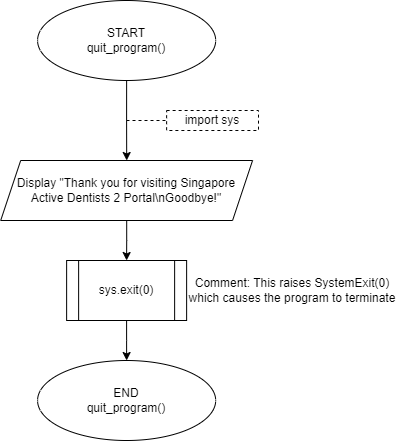 START
quit_program()
import sys
Display "Thank you for visiting Singapore
Active Dentists 2 Portal\nGoodbye!"
sys.exit(0)
Comment: This raises SystemExit(0)
which causes the program to terminate
END
quit_program()